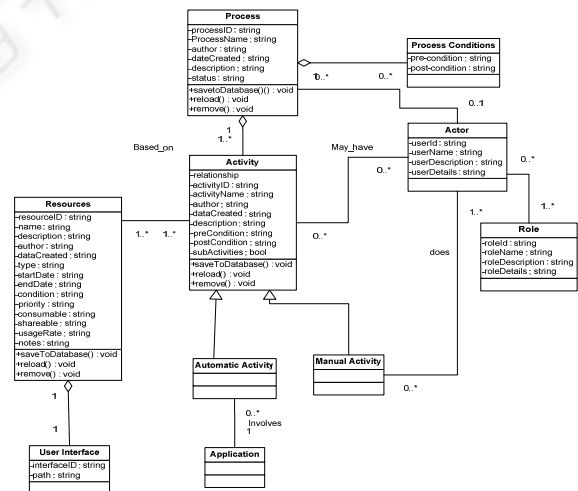 Process
-processID : string
-ProcessName ; string
-author : string
-dateCreated ; string
-description ; string
-status : string
+savetoDatabase()() : void
+reload() : void
+remove() : void
1
0..*
0..*
Process Conditions
-pre-condition ; string
-post-condition : string
0..1
Actor
-userId : string
-userName ; string
-userDescription ; string
-userDetails : string
1
1..*
Based_on
May_have
0..*
0..*
Activity
-relationship
-activityID : string
-activityName ; string
-author ; string
-dataCreated : string
-description ; string
-preCondition ; string
-postCondition : string
-subActivities ; bool
+saveToDatabase() : void
+reload() : void
+remove() : void
0..*
Resources
-resourceID : string
-name : string
-description ; string
-author : string
-dataCreated : string
-type ; string
-startDate : string
-endDate : string
-condition : string
-priority : string
-consumable : string
-shareable ; string
-usageRate ; string
-notes : string
+saveToDatabase() : void
+reload() : void
+remove() : void
1..*
1..*
1..*
1..*
Role
-roleId : string
-roleName ; string
-roleDescription : string
-roleDetails ; string
does
Automatic Activity
Manual Activity
0..*
0..*
Involves
1
Application
1
1
User Interface
-interfaceID ; string
-path ; string